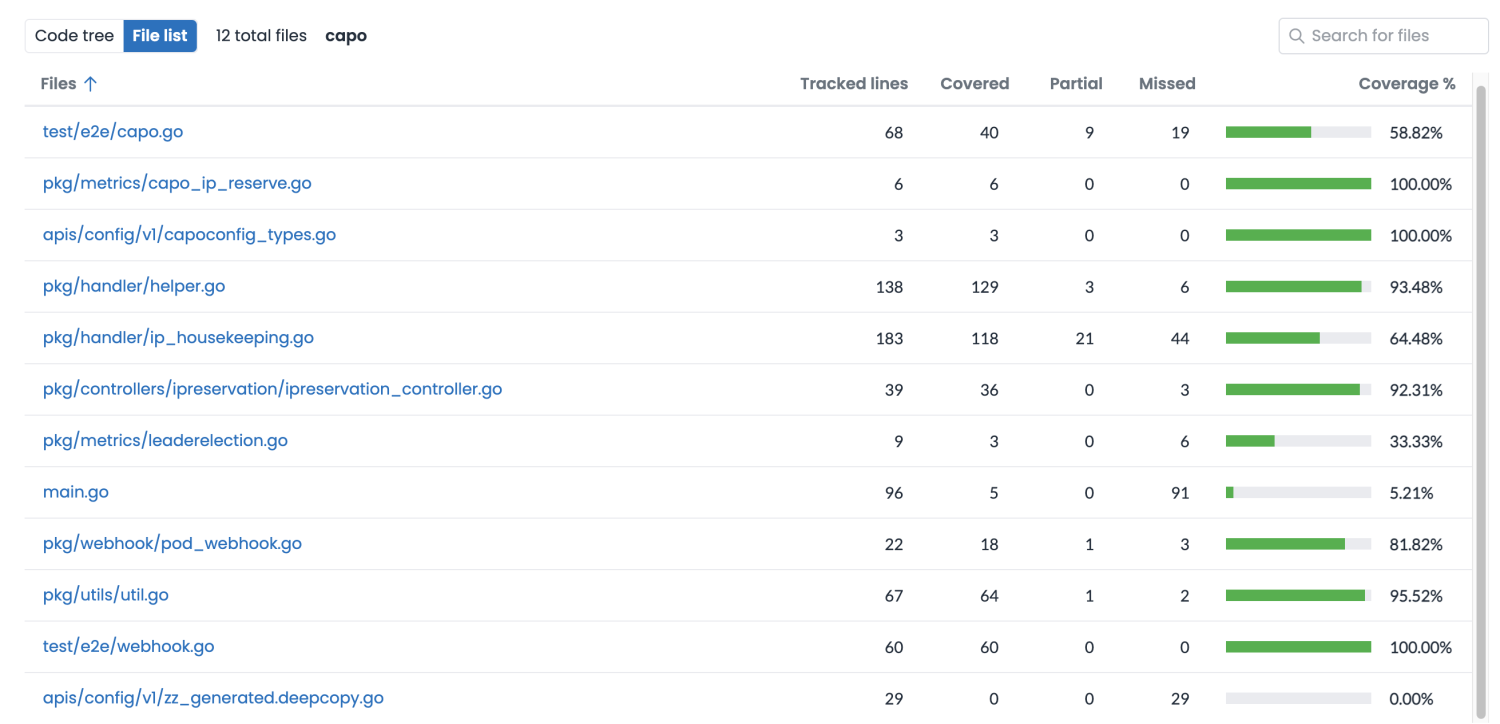 Code tree File list 12 total files capo Search for files
Files ↑ Tracked lines Covered Partial Missed Coverage %
test/e2e/capo.go 68 40 9 19 58.82%
pkg/metrics/capo_ip_reserve.go 6 6 0 0 100.00%
apis/config/v1/capoconfig_types.go 3 3 0 0 100.00%
pkg/handler/helper.go 138 129 3 6 93.48%
pkg/handler/ip_housekeeping.go 183 118 21 44 64.48%
pkg/controllers/ipreservation/ipreservation_controller.go 39 36 0 3 92.31%
pkg/metrics/leaderelection.go 9 3 0 6 33.33%
main.go 96 5 0 91 5.21%
pkg/webhook/pod_webhook.go 22 18 1 3 81.82%
pkg/utils/util.go 67 64 1 2 95.52%
test/e2e/webhook.go 60 60 0 0 100.00%
apis/config/v1/zz_generated.deepcopy.go 29 0 0 29 0.00%